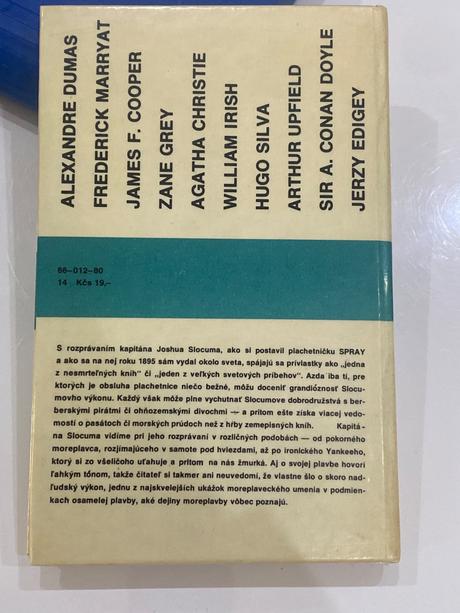 ALEXANDRE DUMAS
FREDERICK MARRYAT
JAMES F. COOPER
ZANE GREY
AGATHA CHRISTIE
WILLIAM IRISH
HUGO SILVA
ARTHUR UPFIELD
SIR A. CONAN DOYLE
JERZY EDIGEY
66–012–80
14 Kčs 19,–
S rozprávaním kapitána Joshua Slocuma, ako si postavil plachetničku SPRAY
a ako sa na nej roku 1895 sám vydal okolo sveta, spájajú sa prívlastky ako „jedna
z nesmrteľných kníh" či „jeden z veľkých svetových príbehov". Azda iba tí, pre
ktorých je obsluha plachetnice niečo bežné, môžu doceniť grandióznosť Slocu-
movho výkonu. Každý však môže plne vychutnať Slocumove dobrodružstvá s ber-
berskými pirátmi či ohňozemskými divochmi — a pritom ešte získa viacej vedo-
mostí o pasátoch či morských prúdoch než z hŕby zemepisných kníh. Kapitá-
na Slocuma vidíme pri jeho rozprávaní v rozličných podobách — od pokorného
moreplavca, rozjímajúceho v samote pod hviezdami, až po ironického Yankeeho,
ktorý si zo všeličoho uťahuje a pritom na nás žmurká. Aj o svojej plavbe hovorí
ľahkým tónom, takže čitateľ si takmer ani neuvedomí, že vlastne šlo o skoro nad-
ľudský výkon, jednu z najskvelejších ukážok moreplaveckého umenia v podmien-
kach osamelej plavby, aké dejiny moreplavby vôbec poznajú.